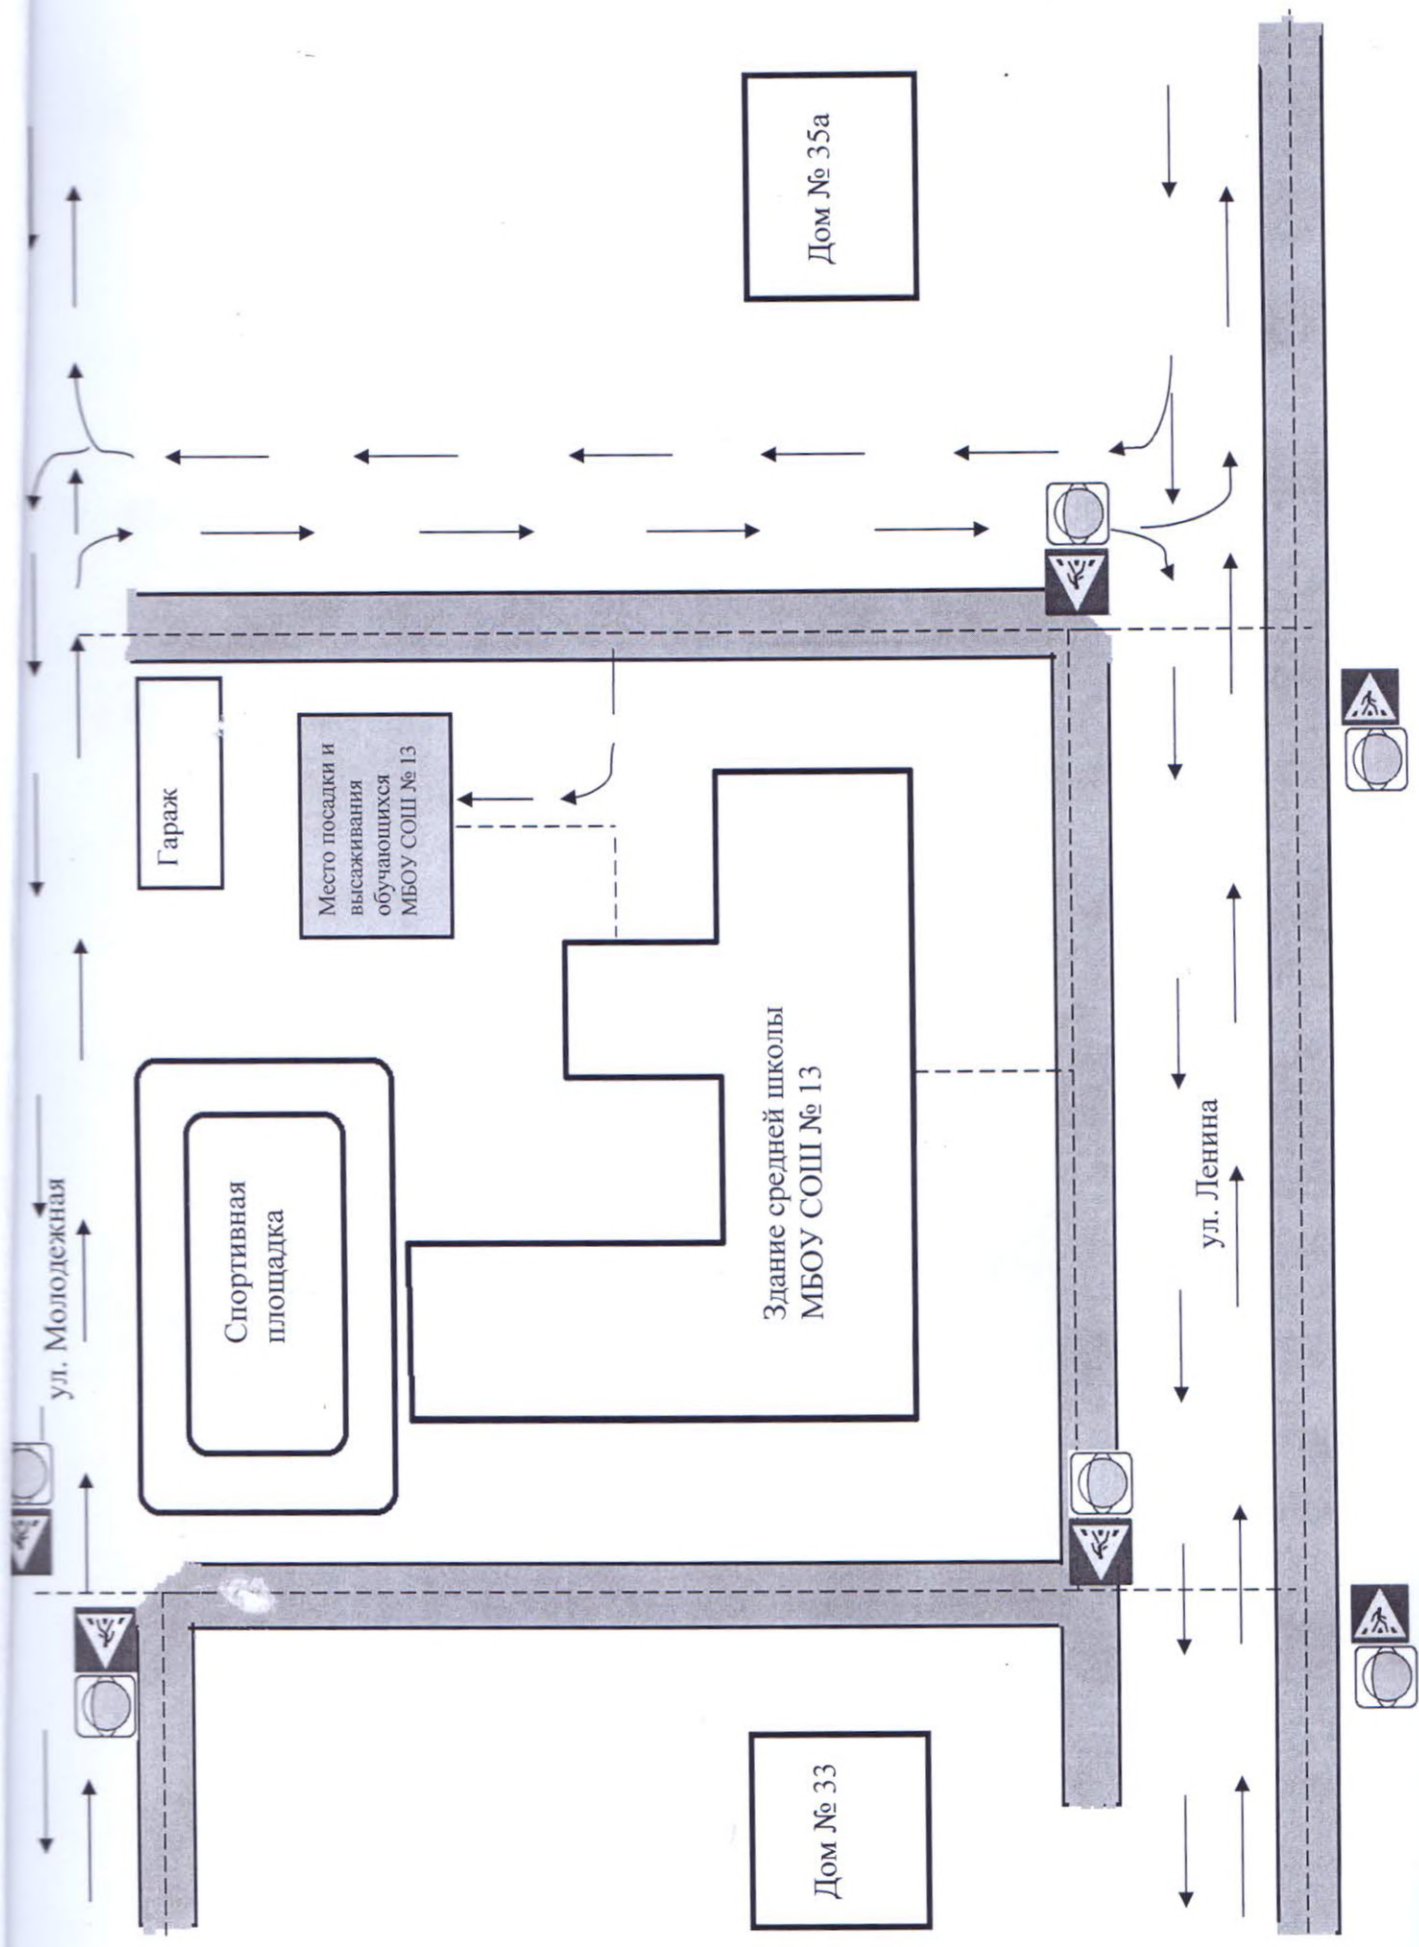 ул. Молодежная
Гараж
Спортивная
площадка
Место посадки и
высаживания
обучающихся
МБОУ СОШ № 13
Дом № 33
Здание средней школы
МБОУ СОШ № 13
Дом № 35а
ул. Ленина